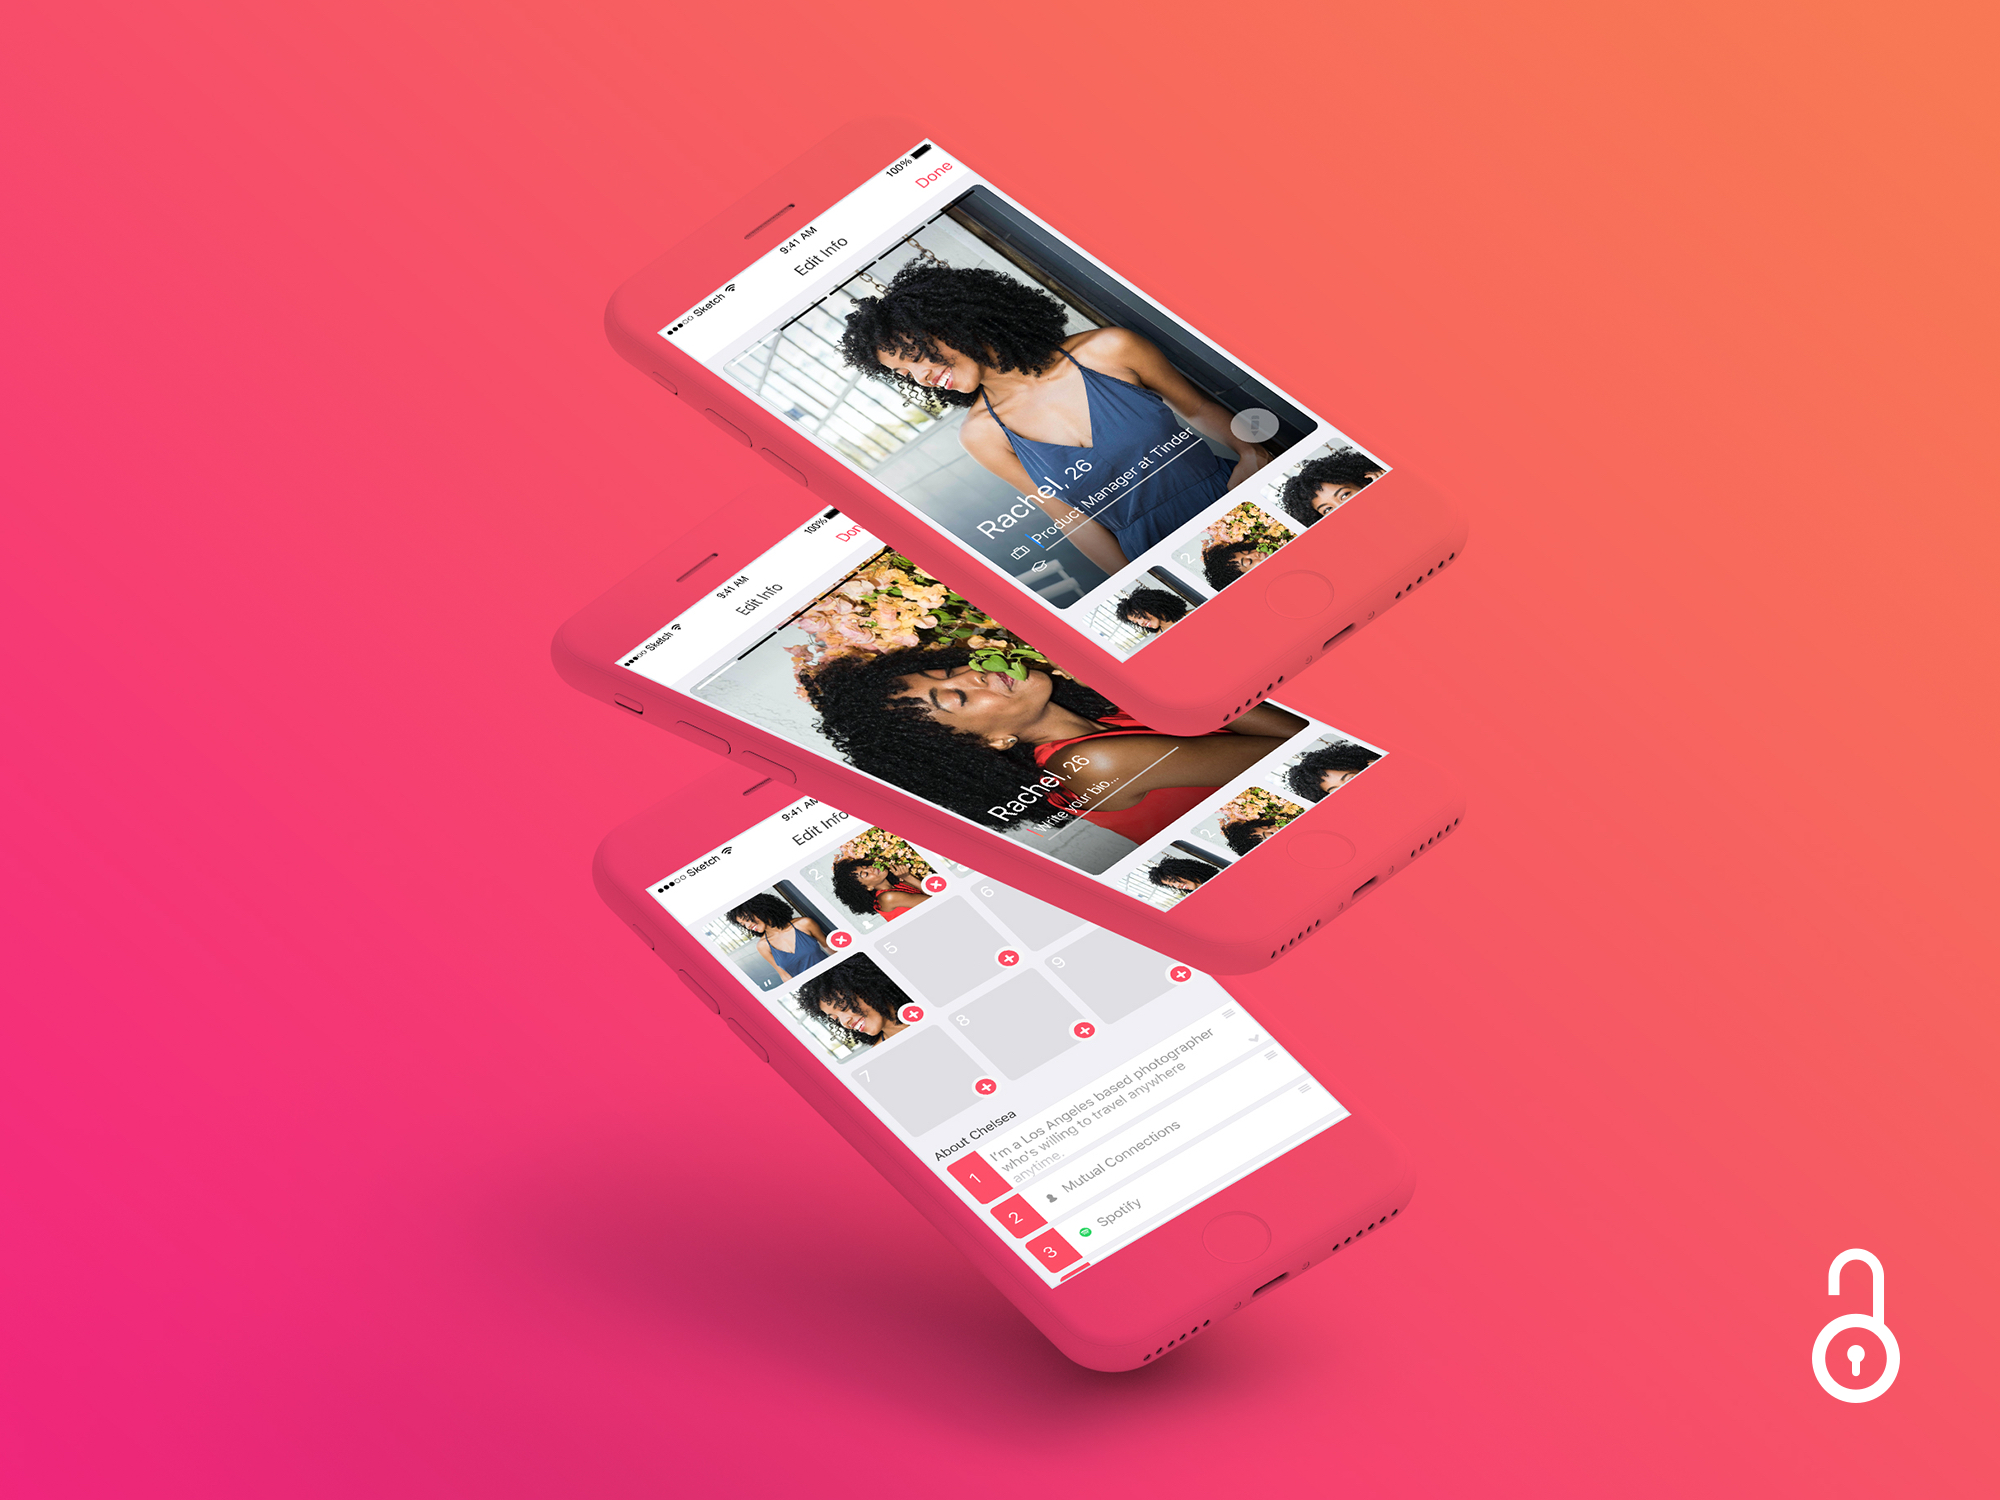 100%
Done
9:41 AM
Edit Info
Sketch
Rachel, 26
Product Manager at Tinder
2
100%
Don
9:41 AM
Edit Info
Sketch
Rachel, 26
Write your bio...
2
9:41 AM
Edit Info
Sketch
2
6
5
9
8
7
About Chelsea
1
I'm a Los Angeles based photographer
who's willing to travel anywhere
anytime.
2
Mutual Connections
3
Spotify